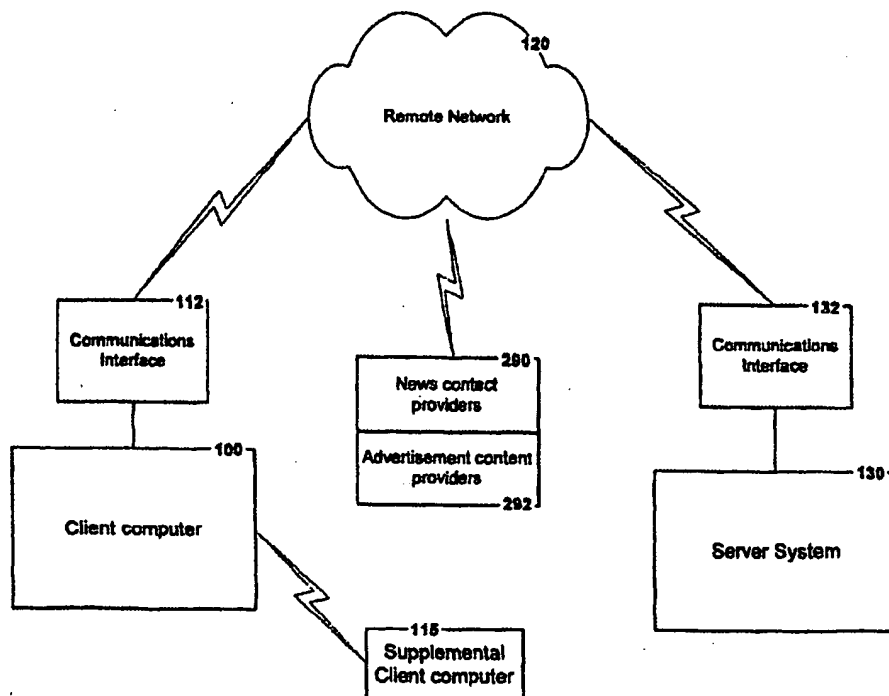 120
Remote Network
112
Communications
Interface
290
News contact
providers
Advertisement content
providers
292
132
Communications
Interface
100
Client computer
130
Server System
115
Supplemental
Client computer